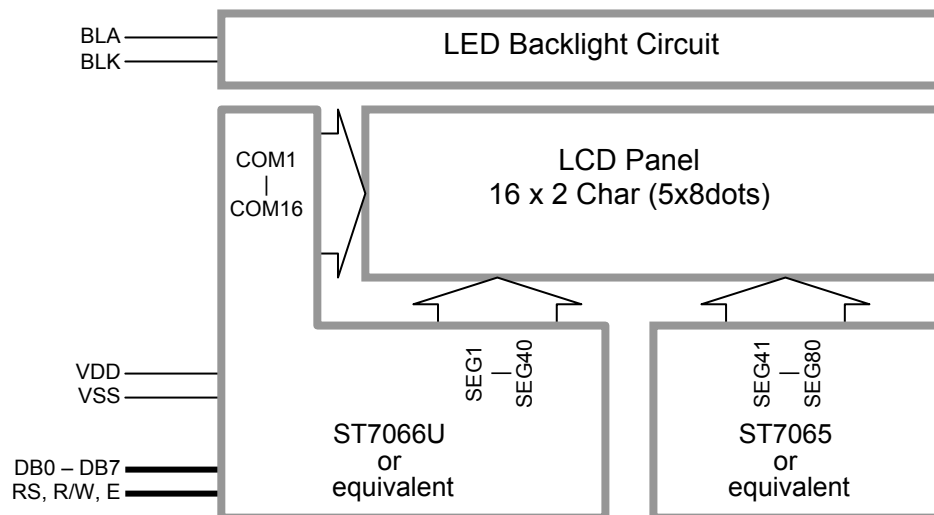 BLA
BLK
LED Backlight Circuit
COM1
|
COM16
LCD Panel
16 x 2 Char (5x8dots)
SEG1 — SEG40
SEG41 — SEG80
VDD
VSS
ST7066U
or
equivalent
ST7065
or
equivalent
DB0 – DB7
RS, R/W, E